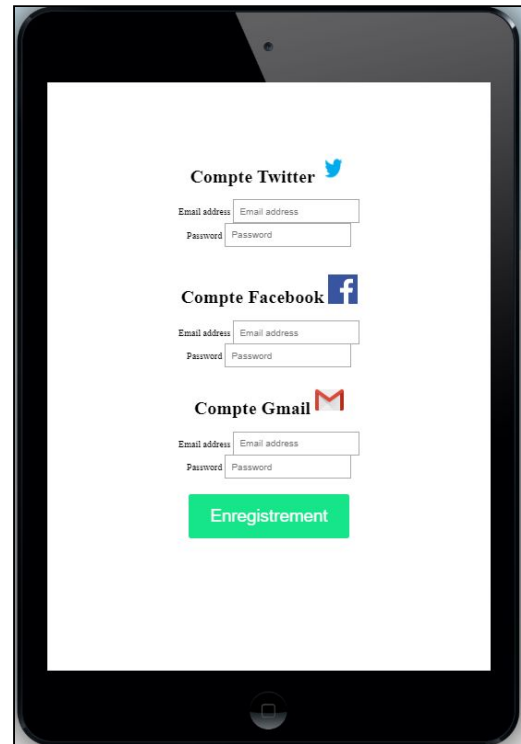 Compte Twitter
Email address Email address
Password Password
Compte Facebook
Email address Email address
Password Password
Compte Gmail
Email address Email address
Password Password
Enregistrement